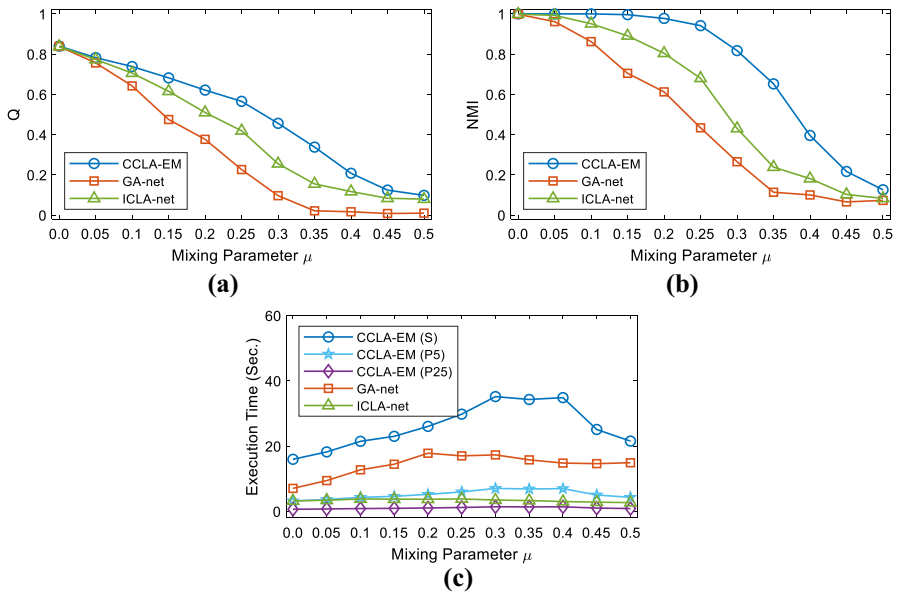 1
0.8
0.6
0.4
0.2
0
Q
CCLA-EM
GA-net
ICLA-net
0.0 0.05 0.1 0.15 0.2 0.25 0.3 0.35 0.4 0.45 0.5
Mixing Parameter μ
(a)
1
0.8
0.6
0.4
0.2
0
NMI
CCLA-EM
GA-net
ICLA-net
0.0 0.05 0.1 0.15 0.2 0.25 0.3 0.35 0.4 0.45 0.5
Mixing Parameter μ
(b)
60
40
20
0
Execution Time (Sec.)
CCLA-EM (S)
CCLA-EM (P5)
CCLA-EM (P25)
GA-net
ICLA-net
0.0 0.05 0.1 0.15 0.2 0.25 0.3 0.35 0.4 0.45 0.5
Mixing Parameter μ
(c)